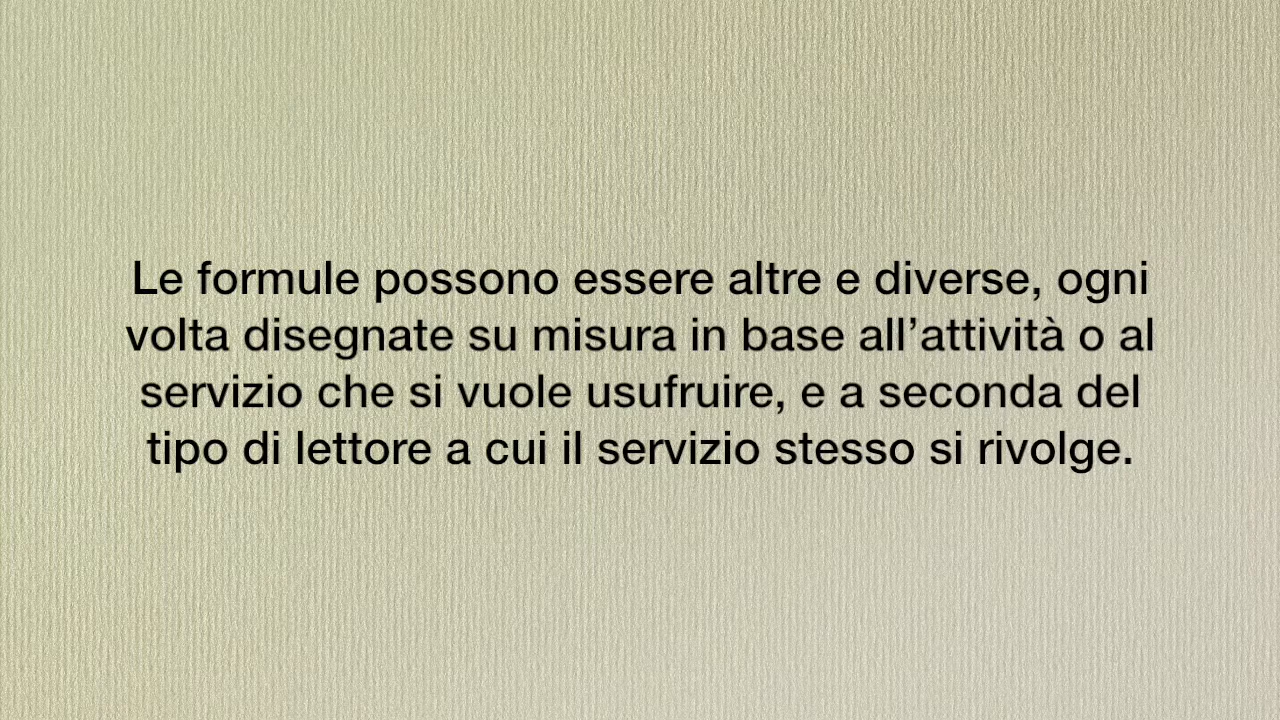 Le formule possono essere altre e diverse, ogni
volta disegnate su misura in base all’attività o al
servizio che si vuole usufruire, e a seconda del
tipo di lettore a cui il servizio stesso si rivolge.